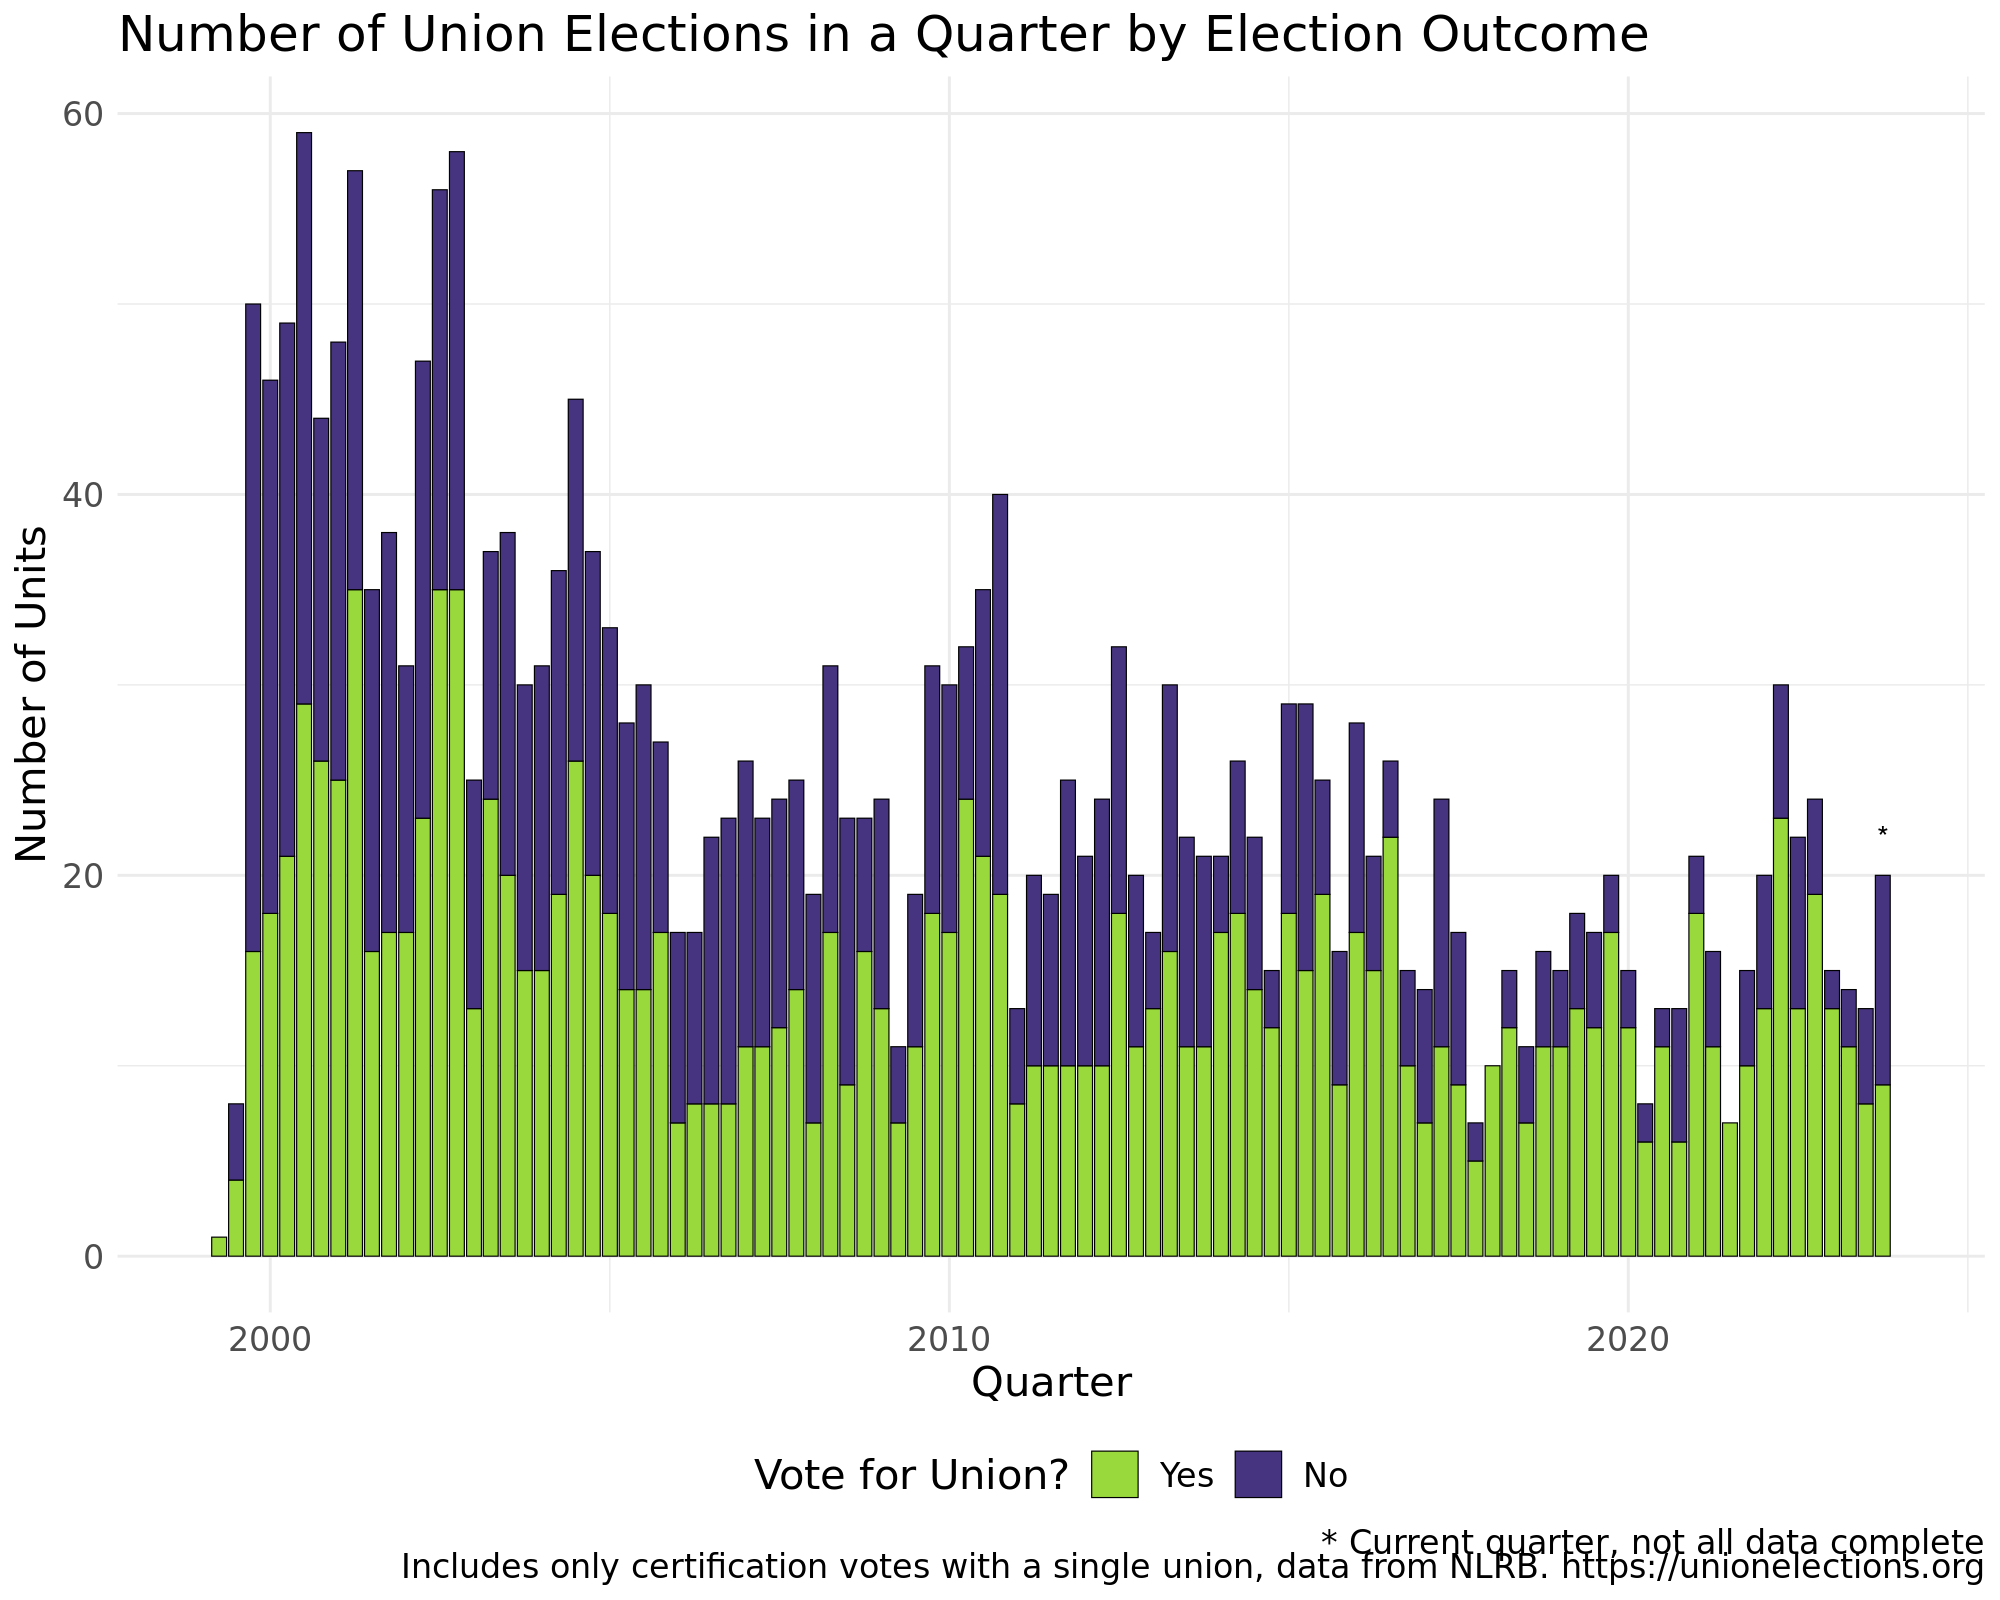 Number of Union Elections in a Quarter by Election Outcome
60
40
20
0
Number of Units
*
2000 2010 2020
Quarter
Vote for Union? Yes No
* Current quarter, not all data complete
Includes only certification votes with a single union, data from NLRB. https://unionelections.org